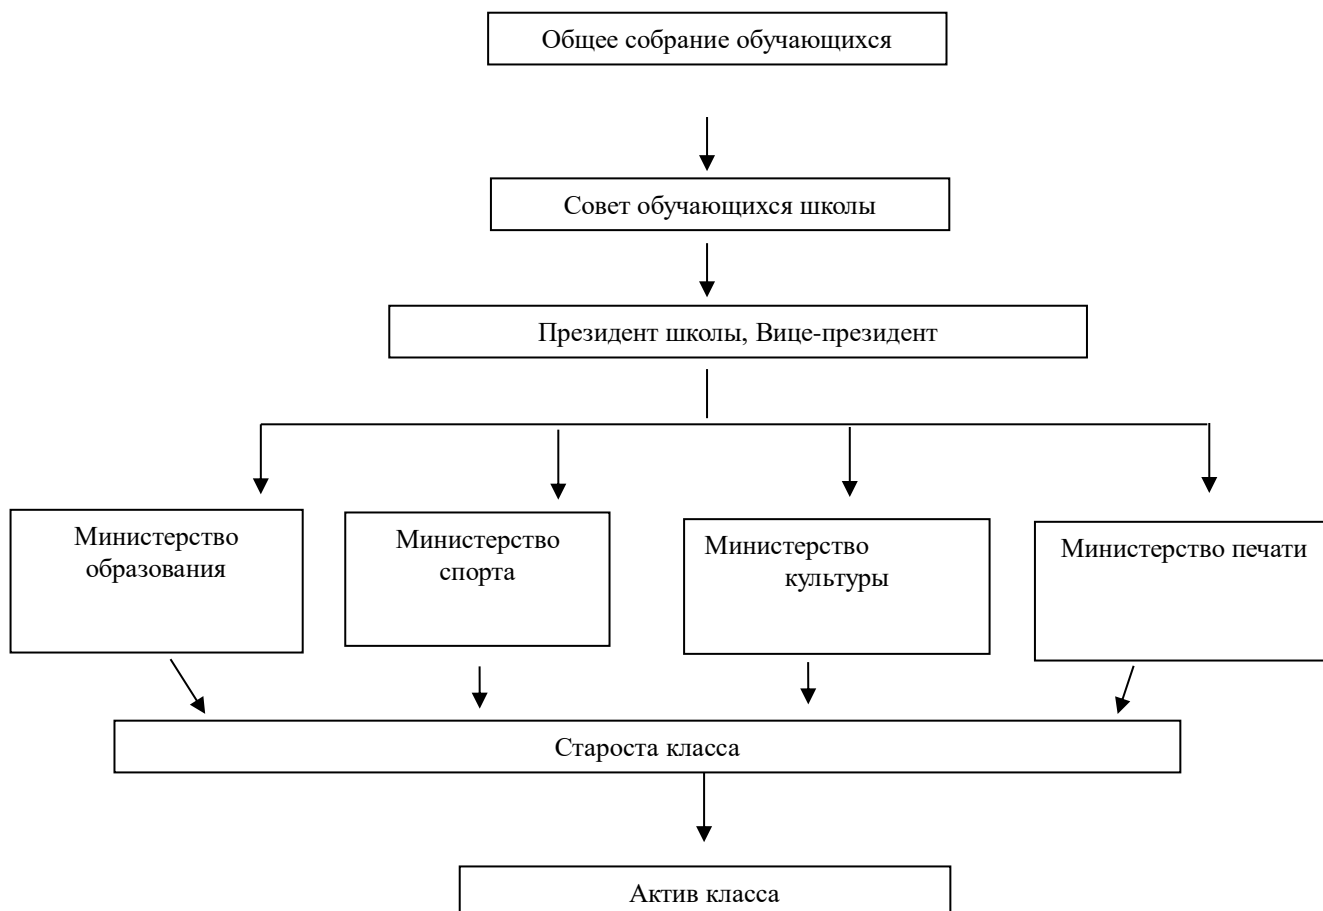 Общее собрание обучающихся
Совет обучающихся школы
Президент школы, Вице-президент
Министерство
образования
Министерство
спорта
Министерство
культуры
Министерство печати
Староста класса
Актив класса